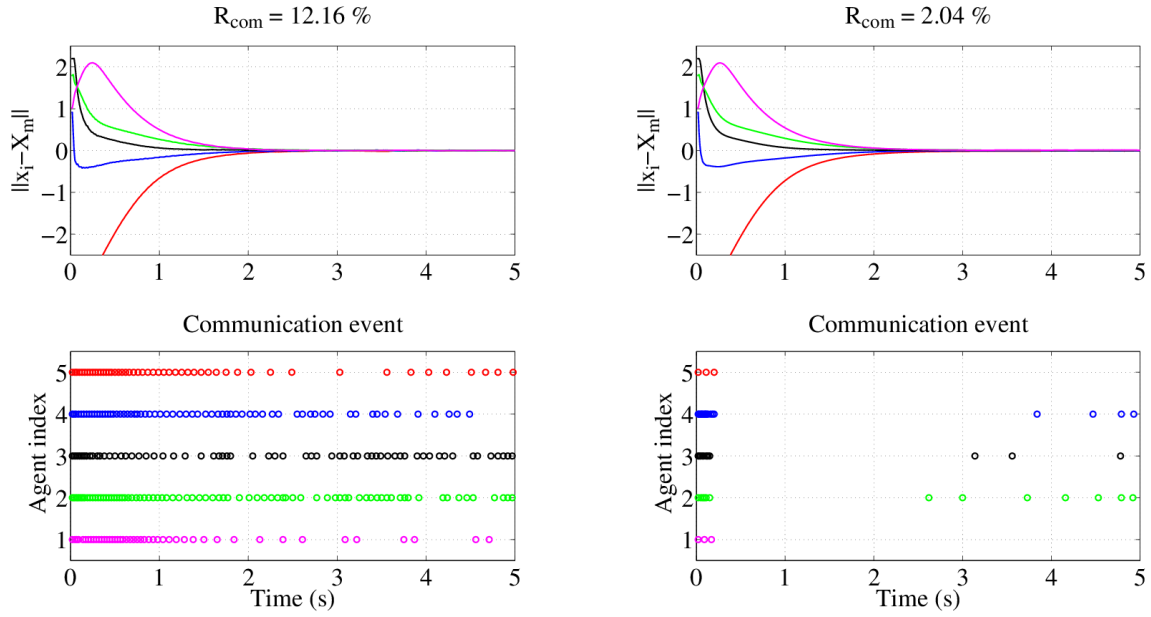 R_com = 12.16 %
||x_i−X_m||
2
1
0
−1
−2
0 1 2 3 4 5
Communication event
Agent index
5
4
3
2
1
0 1 2 3 4 5
Time (s)
R_com = 2.04 %
||x_i−X_m||
2
1
0
−1
−2
0 1 2 3 4 5
Communication event
Agent index
5
4
3
2
1
0 1 2 3 4 5
Time (s)